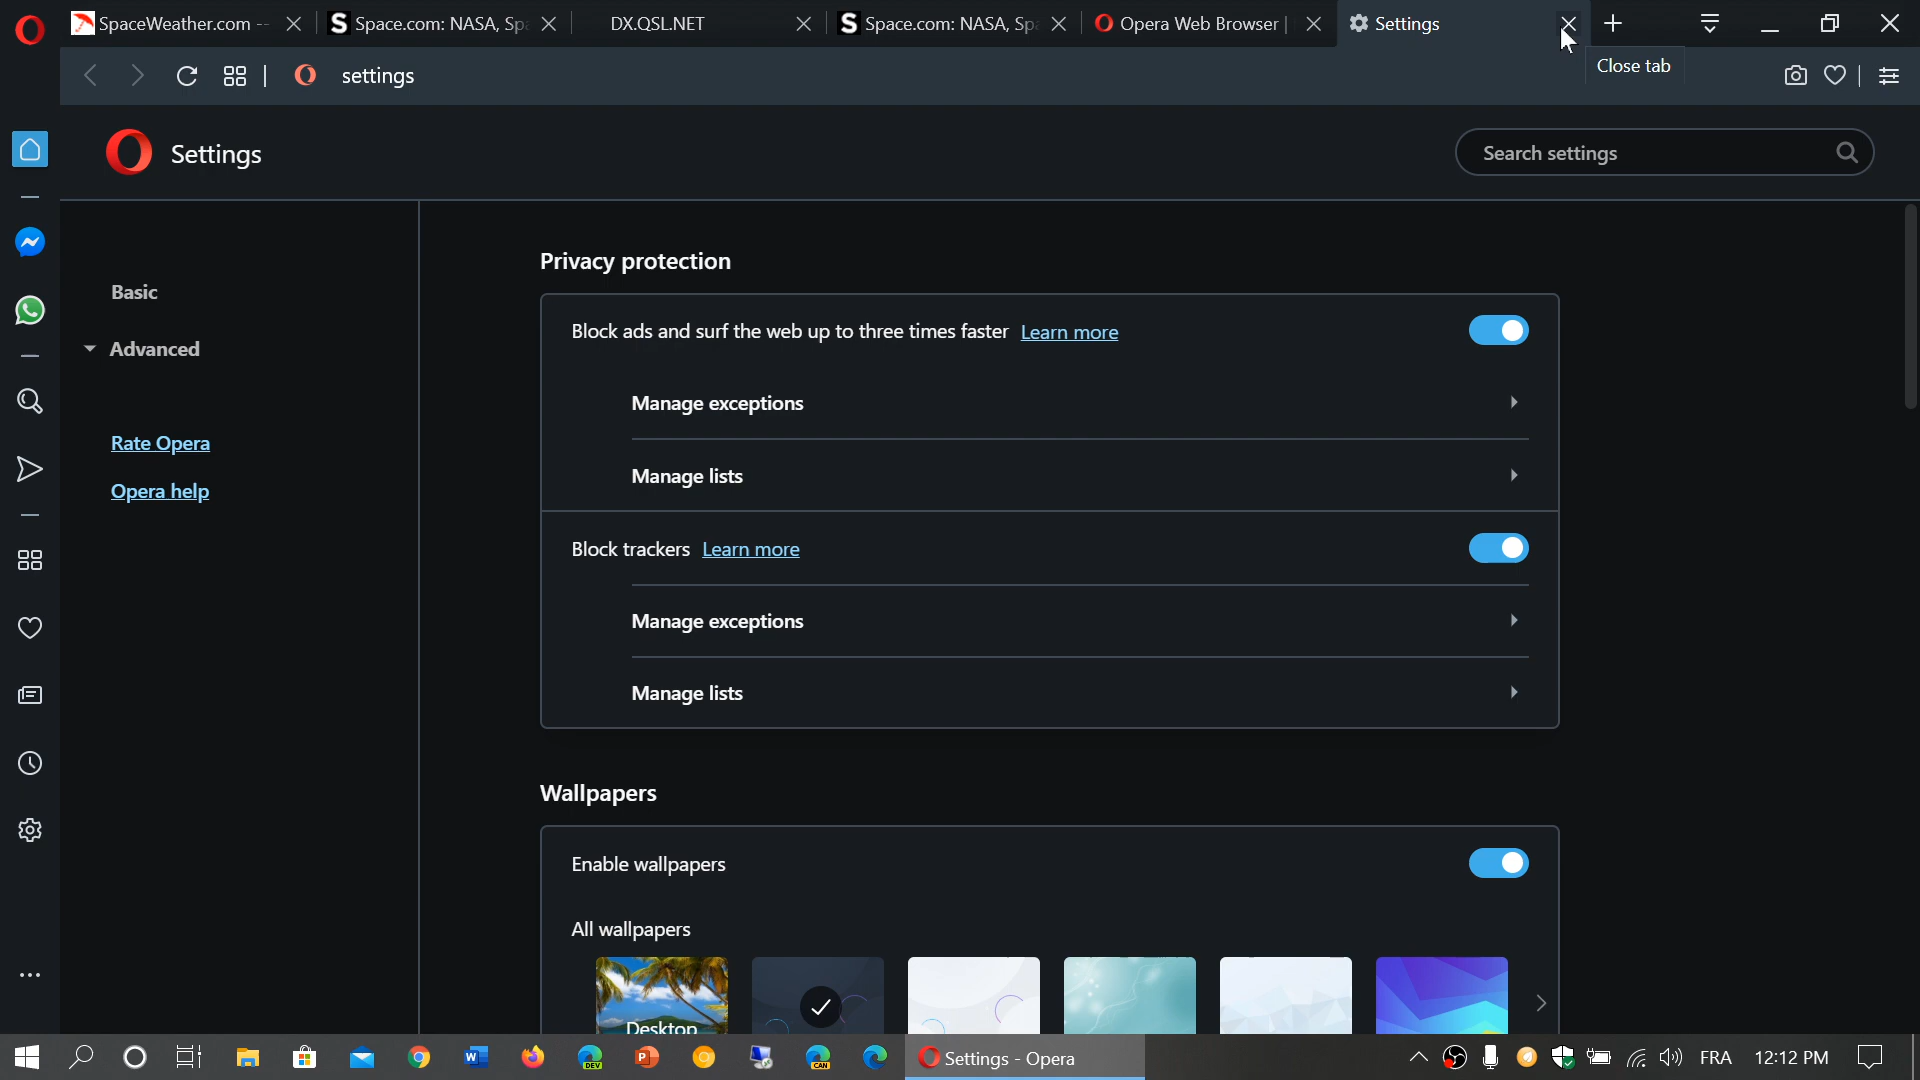 SpaceWeather.com --
Space.com: NASA, Sp
DX.QSL.NET
Space.com: NASA, Sp
Opera Web Browser |
Settings
settings
Close tab
Settings
Search settings
Basic
Advanced
Rate Opera
Opera help
Privacy protection
Block ads and surf the web up to three times faster Learn more
Manage exceptions
Manage lists
Block trackers Learn more
Manage exceptions
Manage lists
Wallpapers
Enable wallpapers
All wallpapers
Desktop
DEV
CAN
Settings - Opera
FRA
12:12 PM